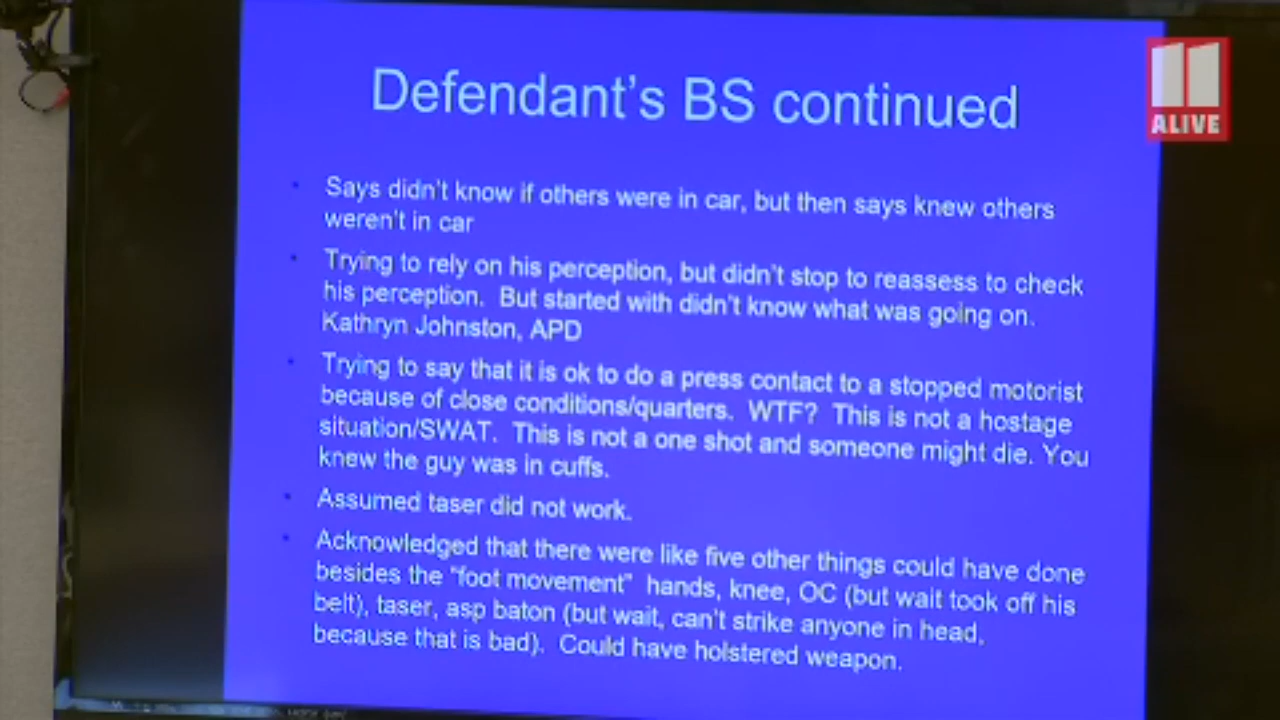 Defendant's BS continued
11
ALIVE
Says didn't know if others were in car, but then says knew others
weren't in car
Trying to rely on his perception, but didn't stop to reassess to check
his perception. But started with didn't know what was going on.
Kathryn Johnston, APD
Trying to say that it is ok to do a press contact to a stopped motorist
because of close conditions/quarters. WTF? This is not a hostage
situation/SWAT. This is not a one shot and someone might die. You
knew the guy was in cuffs.
Assumed taser did not work.
Acknowledged that there were like five other things could have done
besides the "foot movement" hands, knee, OC (but wait took off his
belt), taser, asp baton (but wait, can't strike anyone in head,
because that is bad). Could have holstered weapon.